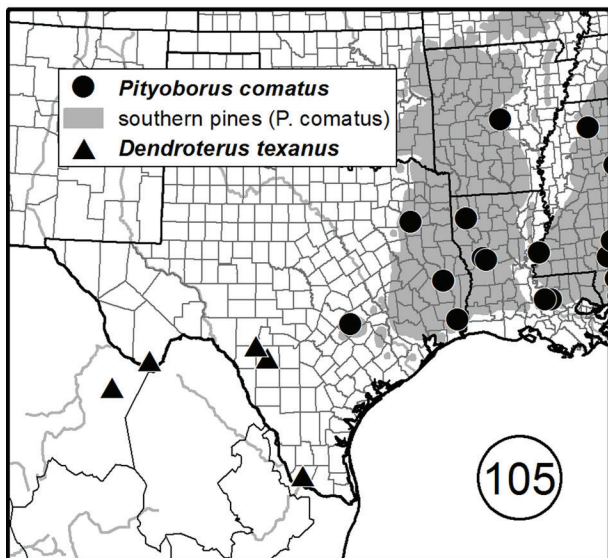 Pityoborus comatus
southern pines (P. comatus)
Dendroterus texanus
105